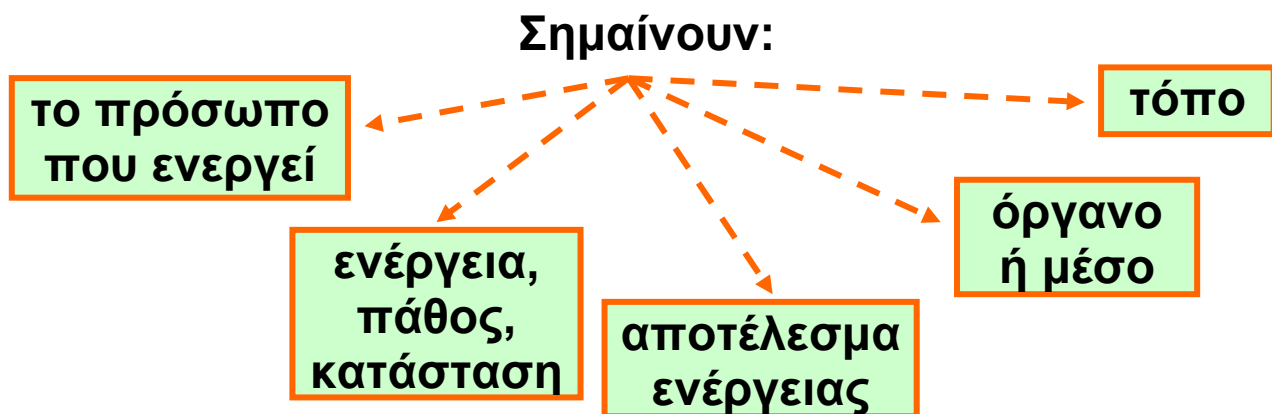 Σημαίνουν:
το πρόσωπο
που ενεργεί
ενέργεια,
πάθος,
κατάσταση
αποτέλεσμα
ενέργειας
όργανο
ή μέσο
τόπο